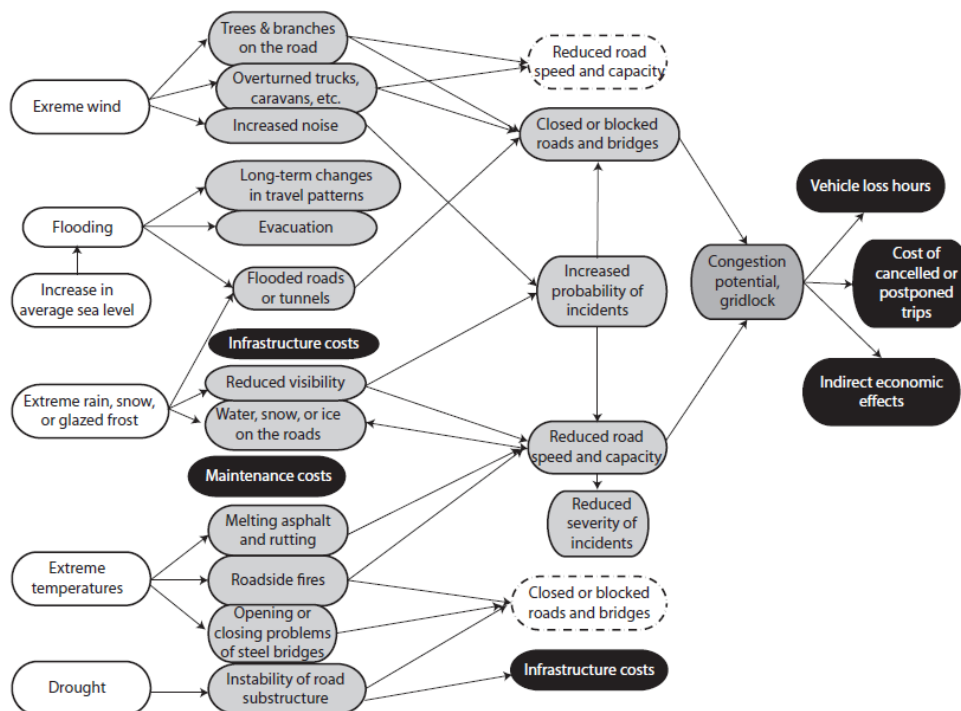 Trees & branches
on the road
Reduced road
speed and capacity
Exreme wind
Overturned trucks,
caravans, etc.
Increased noise
Closed or blocked
roads and bridges
Long-term changes
in travel patterns
Vehicle loss hours
Flooding
Evacuation
Increase in
average sea level
Flooded roads
or tunnels
Increased
probability of
incidents
Congestion
potential,
gridlock
Cost of
cancelled or
postponed
trips
Infrastructure costs
Extreme rain, snow,
or glazed frost
Reduced visibility
Water, snow, or ice
on the roads
Indirect economic
effects
Reduced road
speed and capacity
Maintenance costs
Reduced
severity of
incidents
Melting asphalt
and rutting
Extreme
temperatures
Roadside fires
Closed or blocked
roads and bridges
Opening or
closing problems
of steel bridges
Drought
Instability of road
substructure
Infrastructure costs